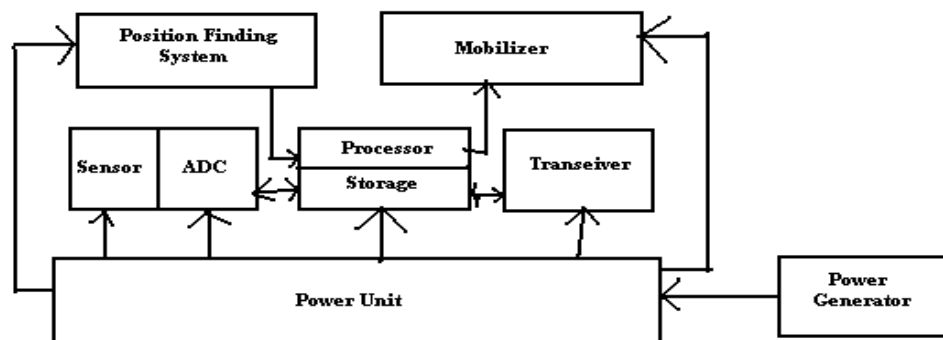 Position Finding
System
Mobilizer
Sensor
ADC
Processor
Storage
Transeiver
Power Unit
Power
Generator